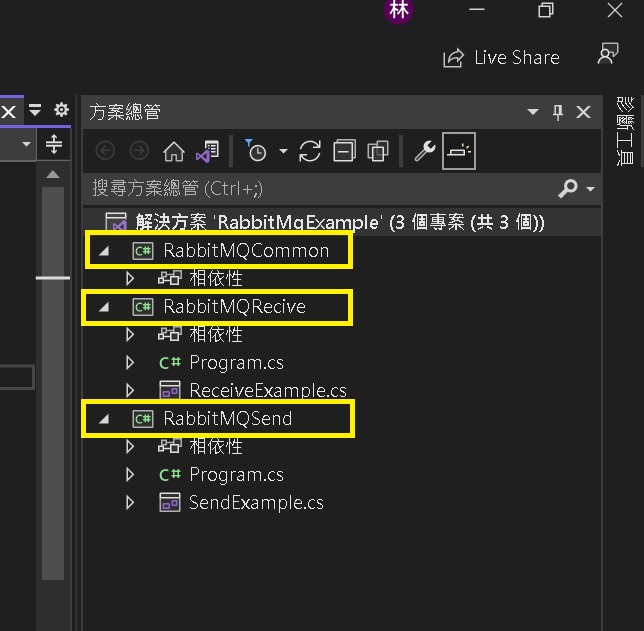 林
Live Share
方案總管
搜尋方案總管 (Ctrl+;)
解決方案 'RabbitMqExample' (3 個專案 (共 3 個))
C# RabbitMQCommon
相依性
C# RabbitMQRecive
相依性
C# Program.cs
ReceiveExample.cs
C# RabbitMQSend
相依性
C# Program.cs
SendExample.cs
診斷工具